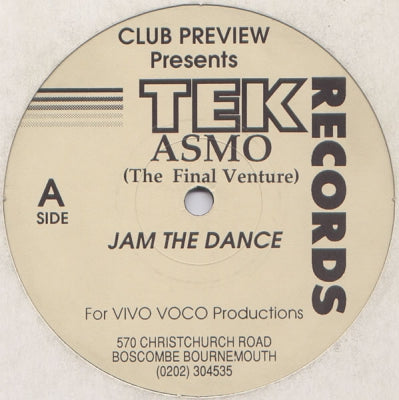 CLUB PREVIEW
Presents
TEK
RECORDS
ASMO
(The Final Venture)
A
SIDE
JAM THE DANCE
For VIVO VOCO Productions
570 CHRISTCHURCH ROAD
BOSCOMBE BOURNEMOUTH
(0202) 304535